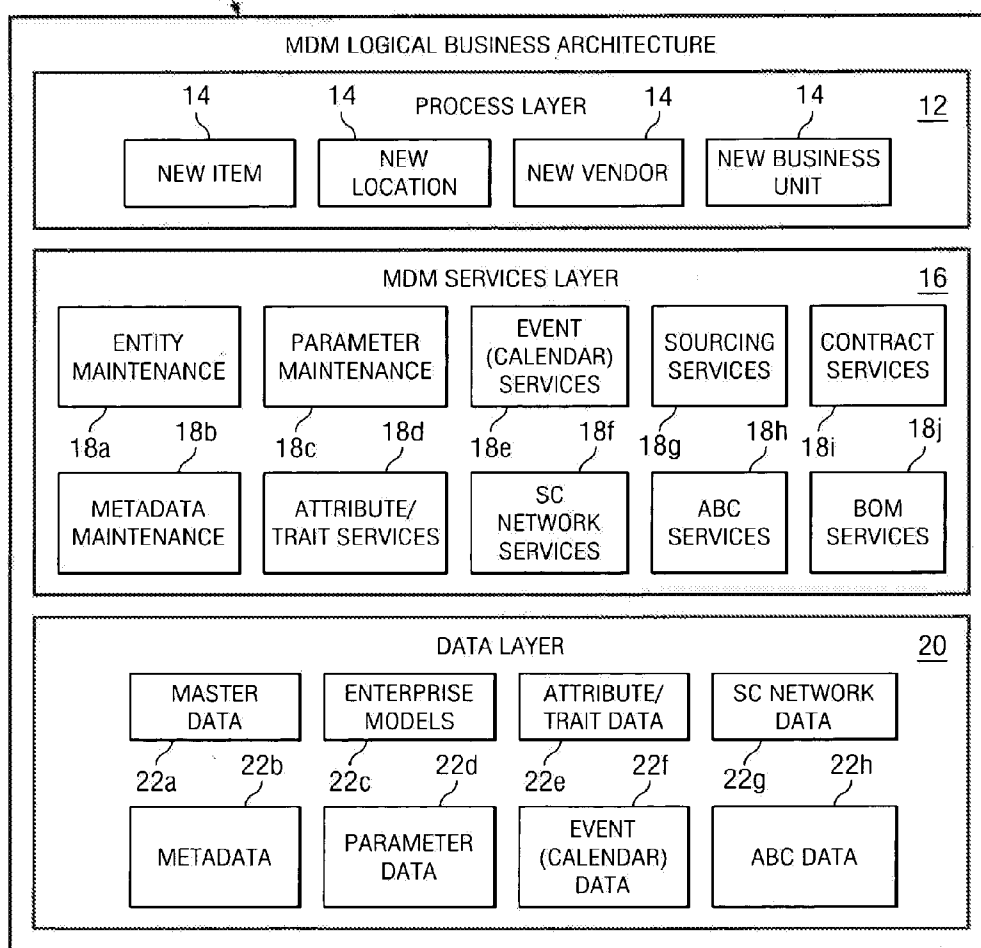 MDM LOGICAL BUSINESS ARCHITECTURE
PROCESS LAYER
12
14
14
14
14
NEW ITEM
NEW
LOCATION
NEW VENDOR
NEW BUSINESS
UNIT
MDM SERVICES LAYER
16
ENTITY
MAINTENANCE
PARAMETER
MAINTENANCE
EVENT
(CALENDAR)
SERVICES
SOURCING
SERVICES
CONTRACT
SERVICES
18a
18b
18c
18d
18e
18f
18g
18h
18i
18j
METADATA
MAINTENANCE
ATTRIBUTE/
TRAIT SERVICES
SC
NETWORK
SERVICES
ABC
SERVICES
BOM
SERVICES
DATA LAYER
20
MASTER
DATA
ENTERPRISE
MODELS
ATTRIBUTE/
TRAIT DATA
SC NETWORK
DATA
22a
22b
22c
22d
22e
22f
22g
22h
METADATA
PARAMETER
DATA
EVENT
(CALENDAR)
DATA
ABC DATA